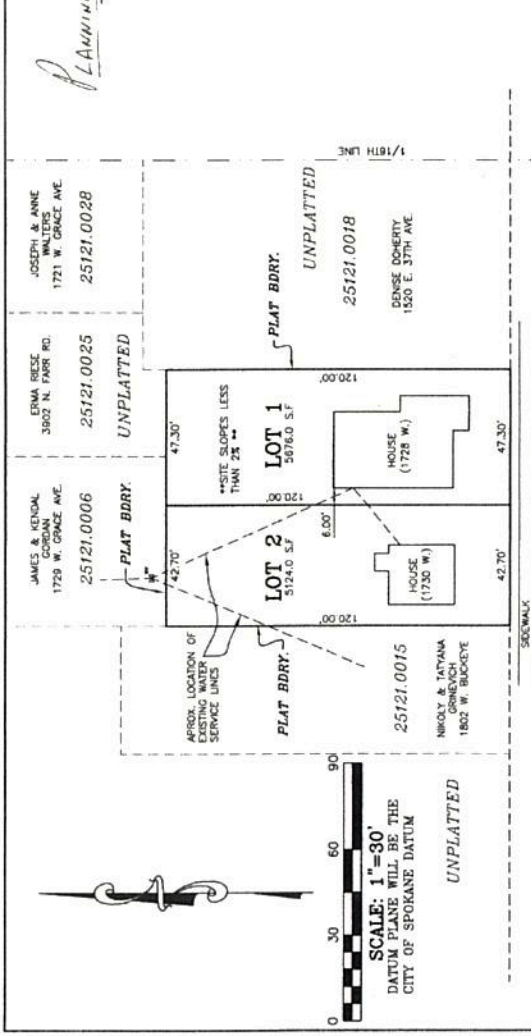 PLANNING
JAMES & KENDAL
GORDAN
1729 W. GRACE AVE.
25121.0006
ERMA RIESE
3902 N. FARR RD.
25121.0025
UNPLATTED
JOSEPH & ANNE
WALTERS
1721 W. GRACE AVE.
25121.0028
1/16TH LINE
PLAT BDRY.
"W"
42.70'
47.30'
APROX. LOCATION OF
EXISTING WATER
SERVICE LINES
PLAT BDRY.
120.00'
LOT 2
5124.0 S.F
120.00'
6.00'
**SITE SLOPES LESS
THAN 2% **
LOT 1
5676.0 S.F
120.00'
PLAT BDRY.
UNPLATTED
25121.0018
DENISE DOHERTY
1520 E. 37TH AVE.
25121.0015
NIKOLY & TATYANA
GRINEVICH
1802 W. BUCKEYE
HOUSE
(1730 W.)
HOUSE
(1728 W.)
42.70'
47.30'
SIDEWALK
N
0 30 60 90
SCALE: 1"=30'
DATUM PLANE WILL BE THE
CITY OF SPOKANE DATUM
UNPLATTED